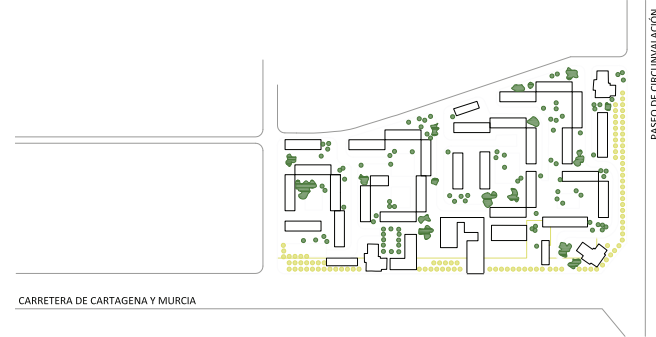 PASEO DE CIRCUNVALACIÓN
CARRETERA DE CARTAGENA Y MURCIA